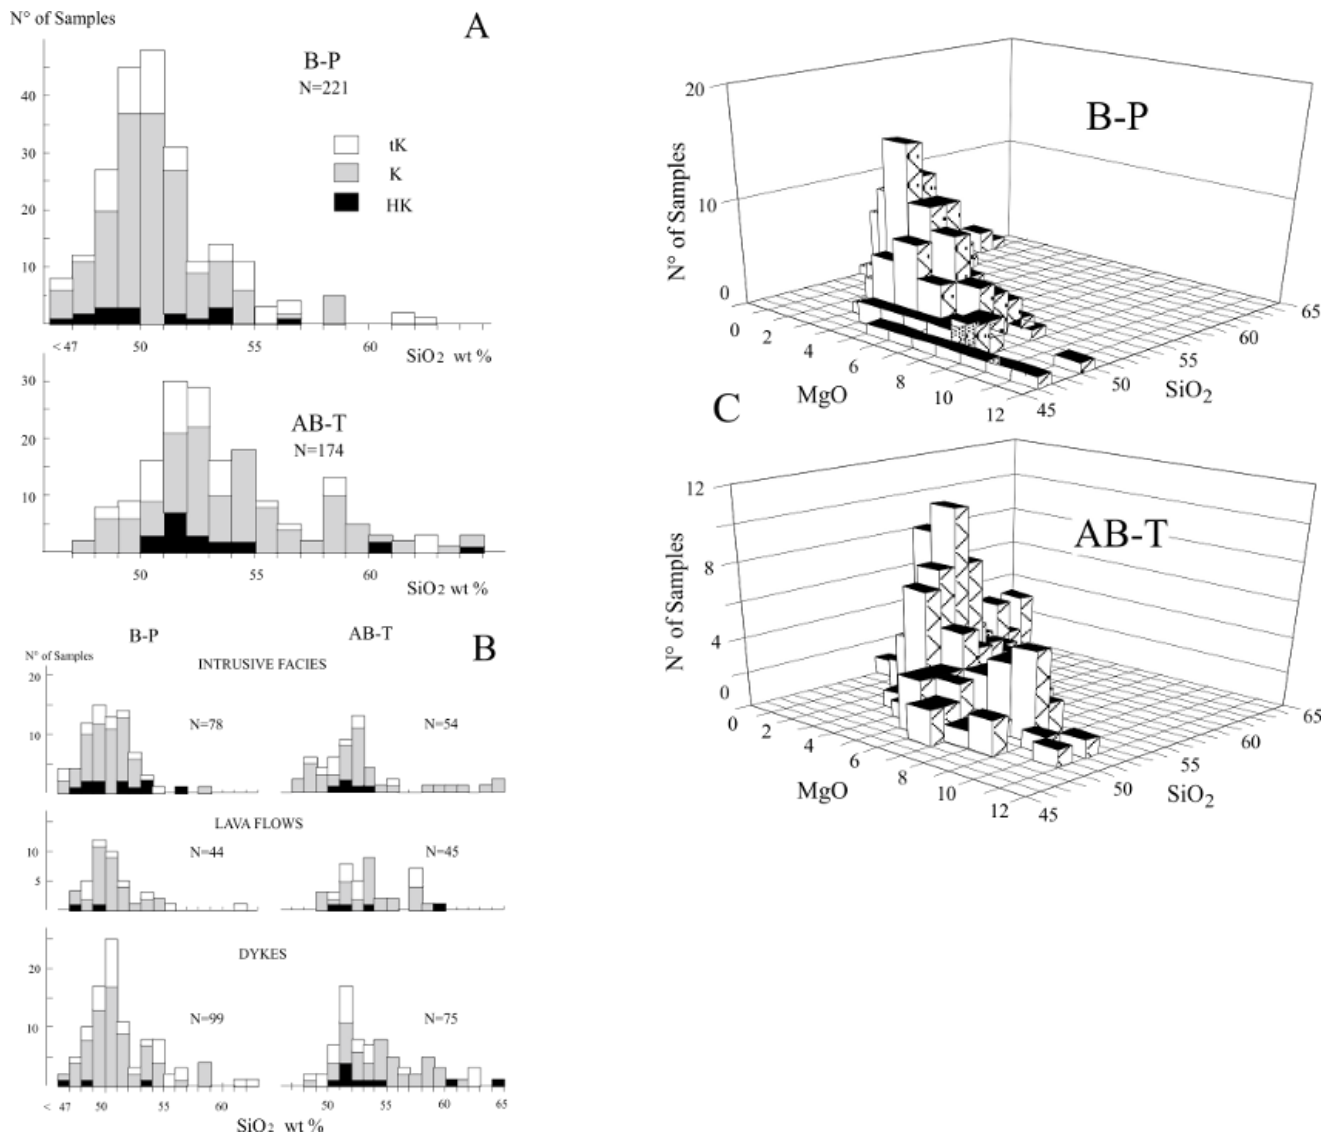 N° of Samples
A
B-P
N=221
tK
K
HK
40
30
20
10
< 47 50 55 60
SiO2 wt %
AB-T
N=174
30
20
10
50 55 60
SiO2 wt %
B
B-P AB-T
N° of Samples
INTRUSIVE FACIES
20
10
N=78 N=54
LAVA FLOWS
10
5
N=44 N=45
DYKES
20
10
N=99 N=75
< 47 50 55 60 50 55 60 65
SiO2 wt %
C
B-P
N° of Samples
20
10
0
0 2 4 6 8 10 12
MgO
45 50 55 60 65
SiO2
AB-T
N° of Samples
12
8
4
0
0 2 4 6 8 10 12
MgO
45 50 55 60 65
SiO2